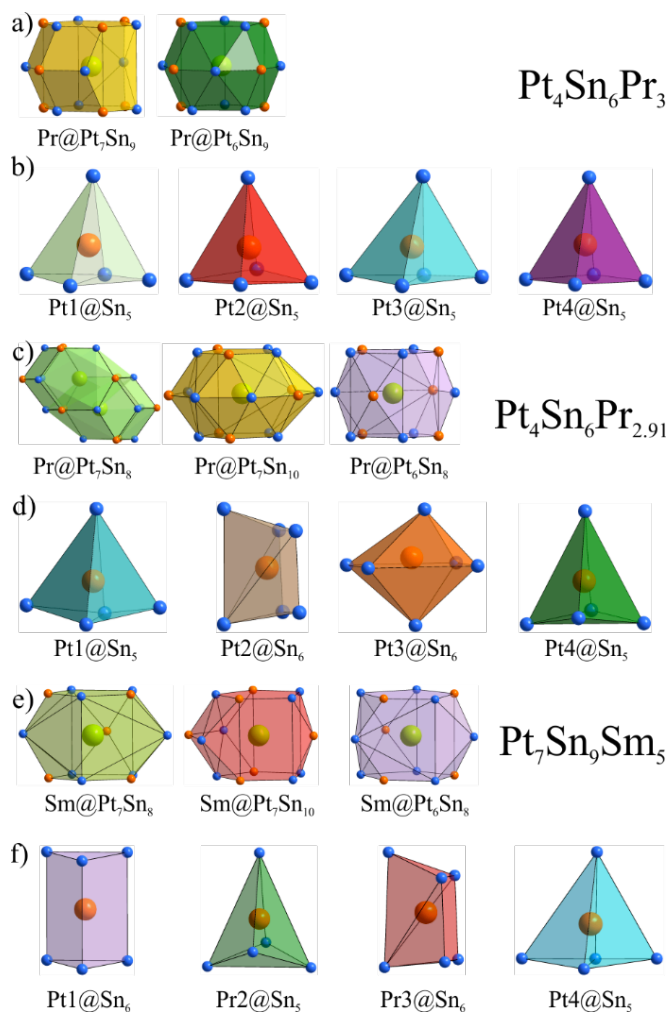 a)
Pr@Pt₇Sn₉ Pr@Pt₆Sn₉
Pt₄Sn₆Pr₃
b)
Pt1@Sn₅ Pt2@Sn₅ Pt3@Sn₅ Pt4@Sn₅
c)
Pr@Pt₇Sn₈ Pr@Pt₇Sn₁₀ Pr@Pt₆Sn₈
Pt₄Sn₆Pr₂.₉₁
d)
Pt1@Sn₅ Pt2@Sn₆ Pt3@Sn₆ Pt4@Sn₅
e)
Sm@Pt₇Sn₈ Sm@Pt₇Sn₁₀ Sm@Pt₆Sn₈
Pt₇Sn₉Sm₅
f)
Pt1@Sn₆ Pr2@Sn₅ Pr3@Sn₆ Pt4@Sn₅